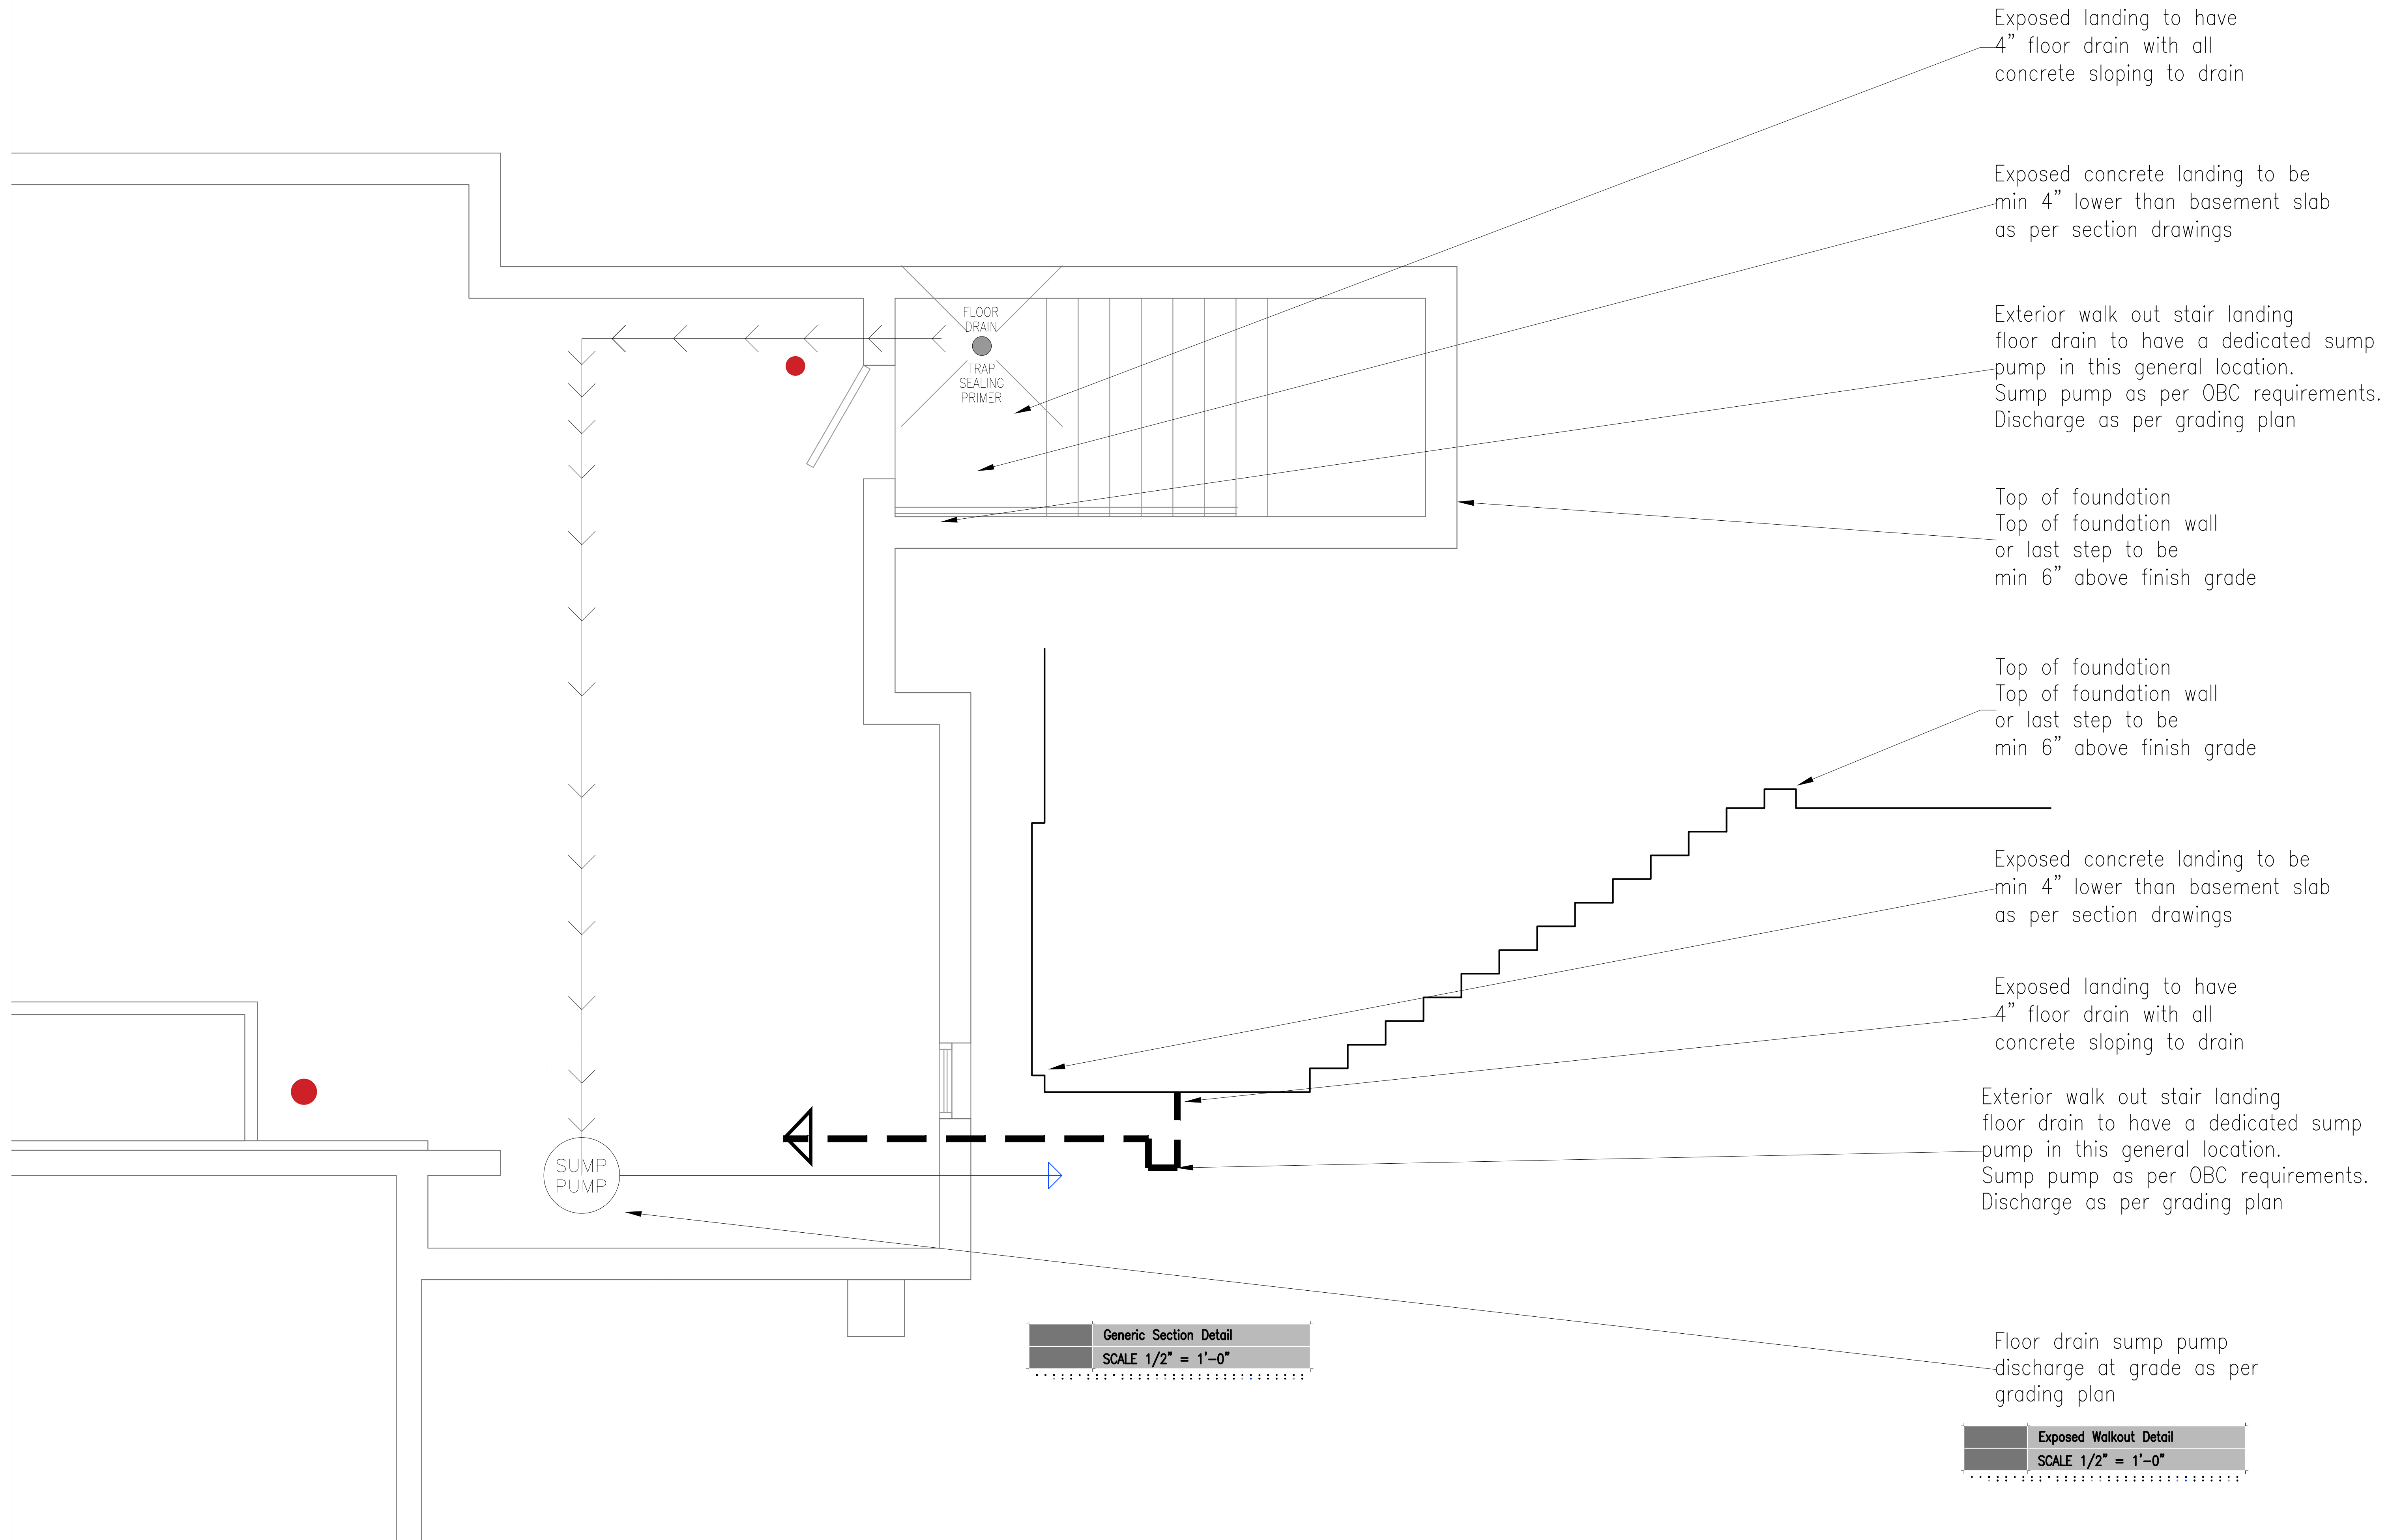 Exposed landing to have
4" floor drain with all
concrete sloping to drain
Exposed concrete landing to be
min 4" lower than basement slab
as per section drawings
Exterior walk out stair landing
floor drain to have a dedicated sump
pump in this general location.
Sump pump as per OBC requirements.
Discharge as per grading plan
FLOOR
DRAIN
TRAP
SEALING
PRIMER
Top of foundation
Top of foundation wall
or last step to be
min 6" above finish grade
Top of foundation
Top of foundation wall
or last step to be
min 6" above finish grade
Exposed concrete landing to be
min 4" lower than basement slab
as per section drawings
Exposed landing to have
4" floor drain with all
concrete sloping to drain
Exterior walk out stair landing
floor drain to have a dedicated sump
pump in this general location.
Sump pump as per OBC requirements.
Discharge as per grading plan
SUMP
PUMP
Generic Section Detail
SCALE 1/2" = 1'-0"
Floor drain sump pump
discharge at grade as per
grading plan
Exposed Walkout Detail
SCALE 1/2" = 1'-0"